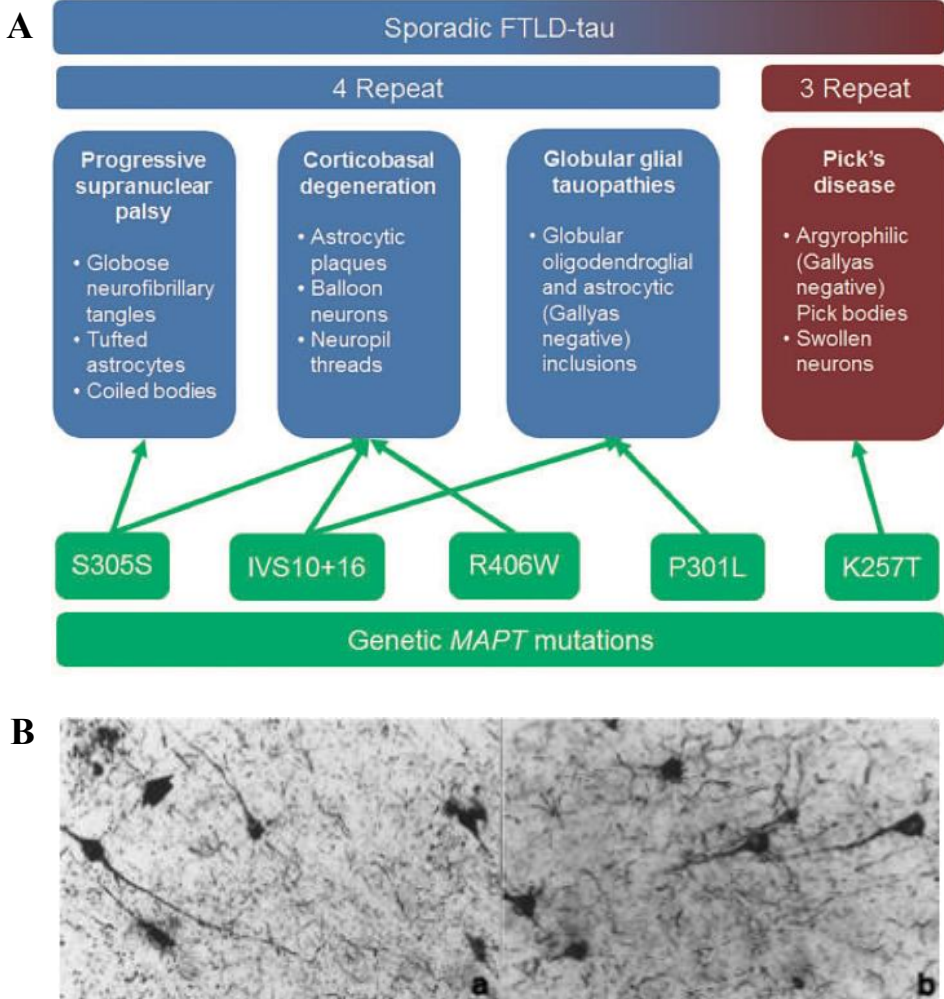 A
Sporadic FTLD-tau
4 Repeat
3 Repeat
Progressive
supranuclear
palsy
• Globose
neurofibrillary
tangles
• Tufted
astrocytes
• Coiled bodies
Corticobasal
degeneration
• Astrocytic
plaques
• Balloon
neurons
• Neuropil
threads
Globular glial
tauopathies
• Globular
oligodendroglial
and astrocytic
(Gallyas
negative)
inclusions
Pick's
disease
• Argyrophilic
(Gallyas
negative)
Pick bodies
• Swollen
neurons
S305S
IVS10+16
R406W
P301L
K257T
Genetic MAPT mutations
B
a
b